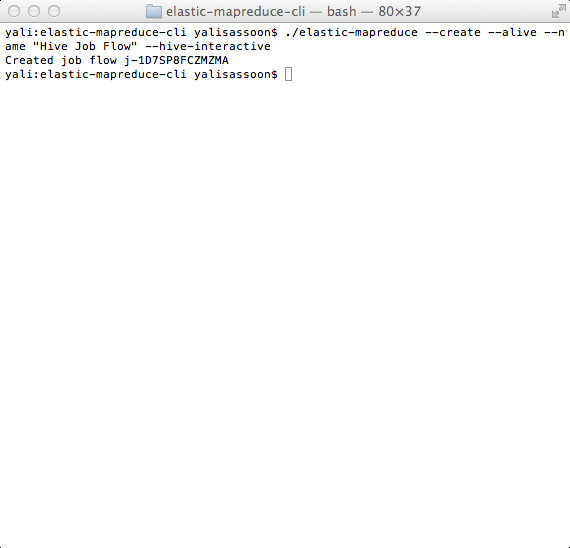 elastic-mapreduce-cli — bash — 80×37
yali:elastic-mapreduce-cli yalisassoon$ ./elastic-mapreduce --create --alive --n
ame "Hive Job Flow" --hive-interactive
Created job flow j-1D7SP8FCZMZMA
yali:elastic-mapreduce-cli yalisassoon$